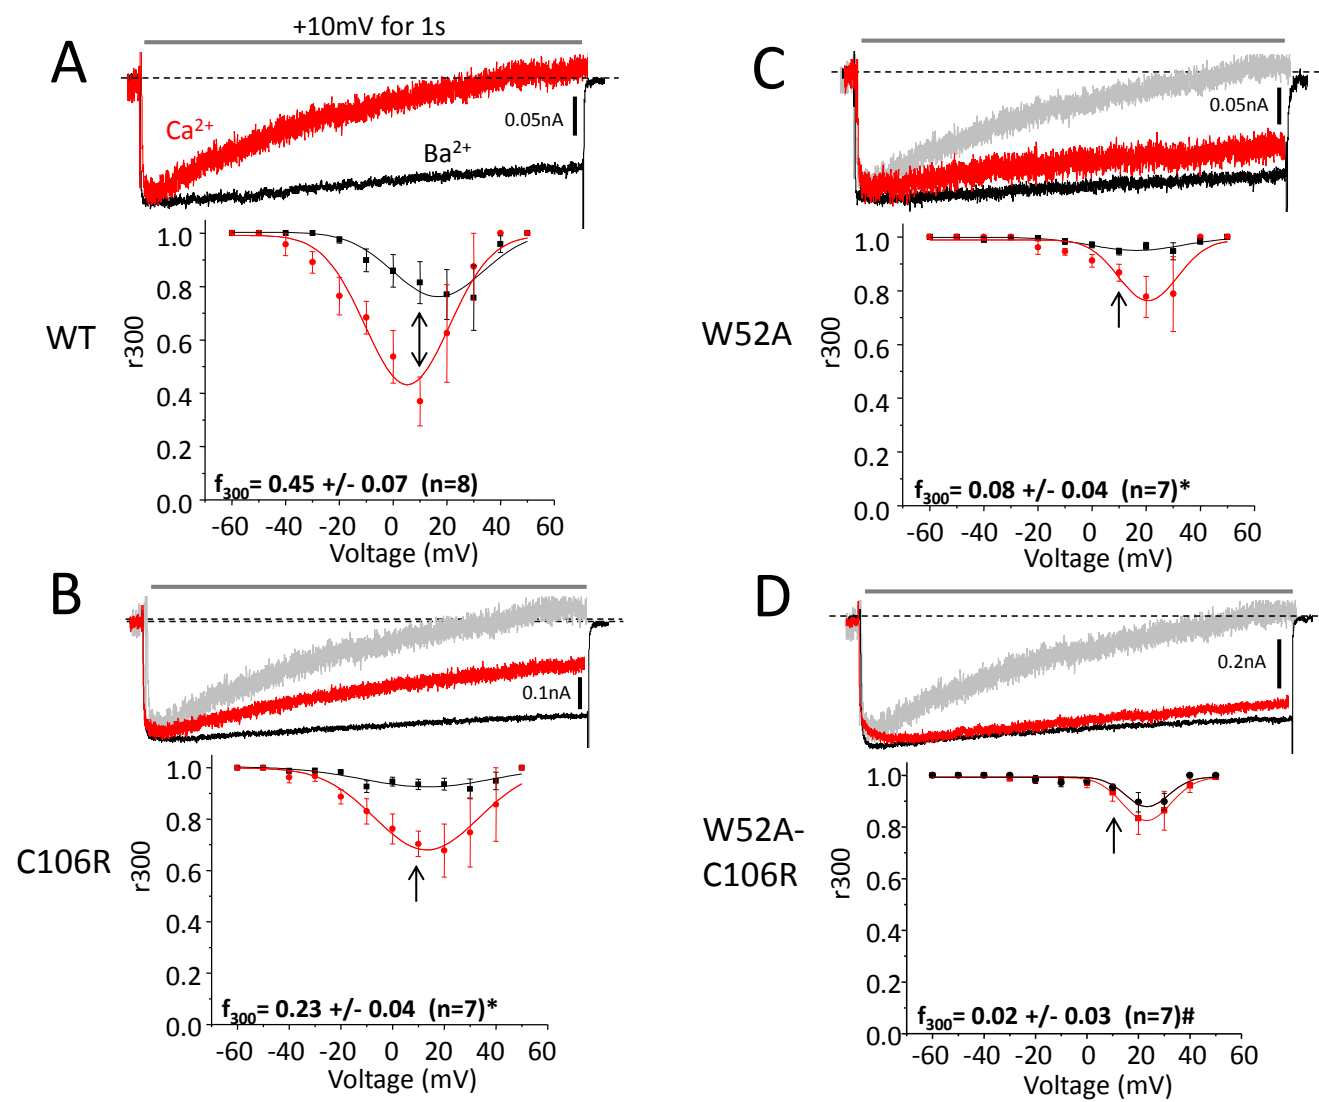 +10mV for 1s
A
Ca2+
Ba2+
0.05nA
WT
r300
1.0
0.8
0.6
0.4
0.2
0.0
f300= 0.45 +/- 0.07 (n=8)
-60 -40 -20 0 20 40 60
Voltage (mV)
B
0.1nA
C106R
r300
1.0
0.8
0.6
0.4
0.2
0.0
f300= 0.23 +/- 0.04 (n=7)*
-60 -40 -20 0 20 40 60
Voltage (mV)
C
0.05nA
W52A
r300
1.0
0.8
0.6
0.4
0.2
0.0
f300= 0.08 +/- 0.04 (n=7)*
-60 -40 -20 0 20 40 60
Voltage (mV)
D
0.2nA
W52A-
C106R
r300
1.0
0.8
0.6
0.4
0.2
0.0
f300= 0.02 +/- 0.03 (n=7)#
-60 -40 -20 0 20 40 60
Voltage (mV)